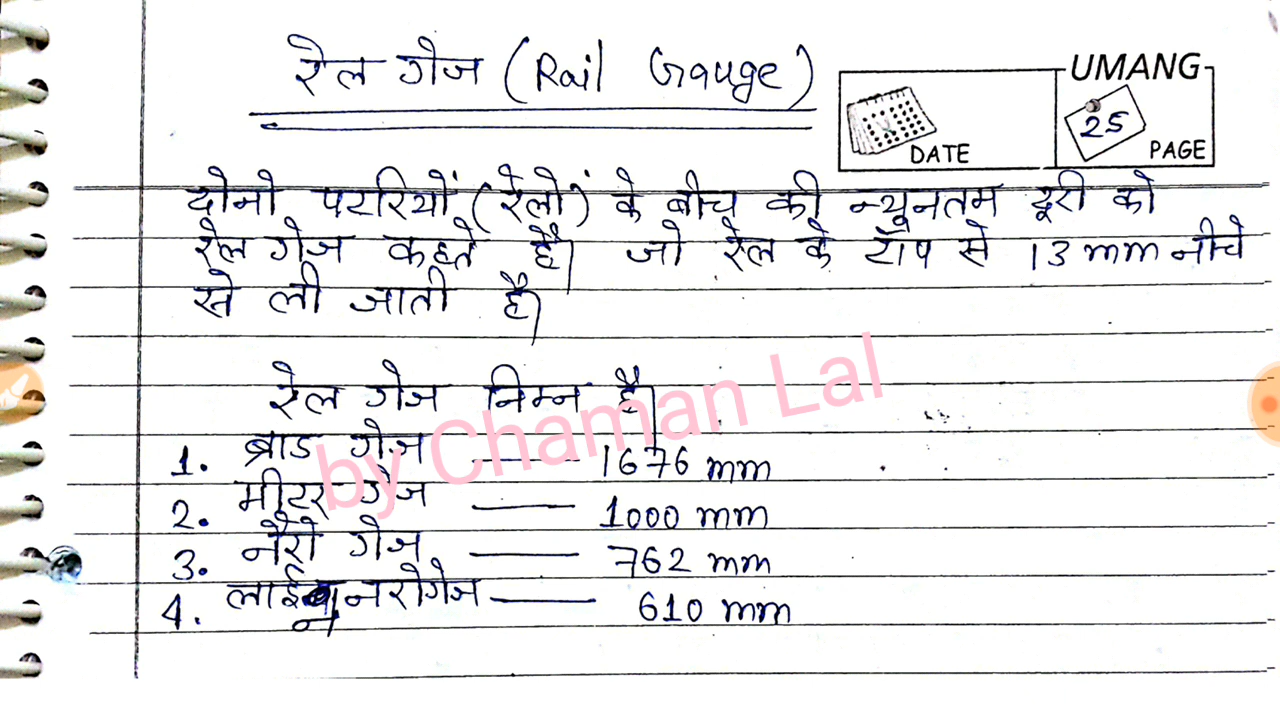 रेल गेज (Rail Gauge)
UMANG
25
DATE
PAGE
दोनो पटरियों (रेलों) के बीच की न्यूनतम दूरी को
रेल गेज कहते है। जो रेल के टॉप से 13 mm नीचे
से ली जाती है।
रेल गेज निम्न है।
by Chaman Lal
1. ब्राड गेज —— 1676 mm
2. मीटर गेज —— 1000 mm
3. नैरो गेज —— 762 mm
4. लाईट नैरोगेज —— 610 mm